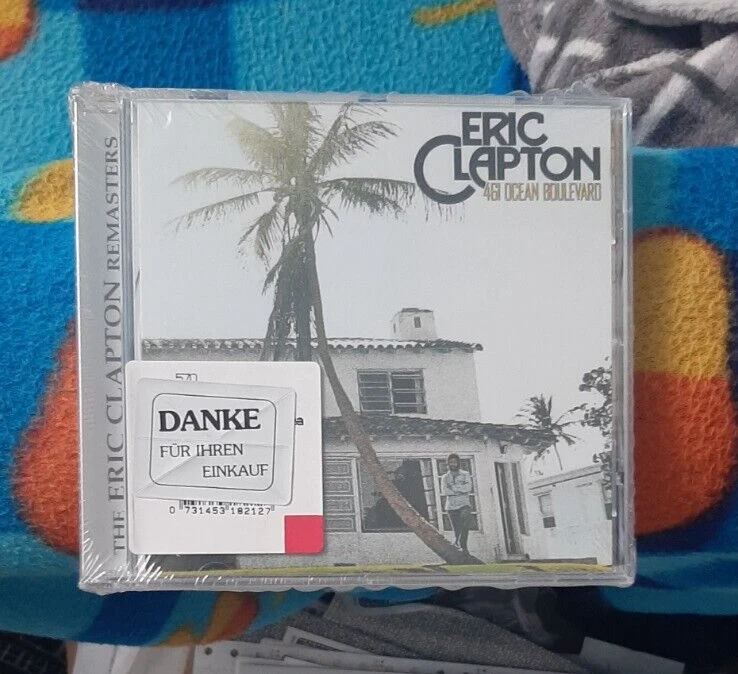 THE ERIC CLAPTON REMASTERS
ERIC
CLAPTON
461 OCEAN BOULEVARD
DANKE
FÜR IHREN
EINKAUF
0 731453 182127